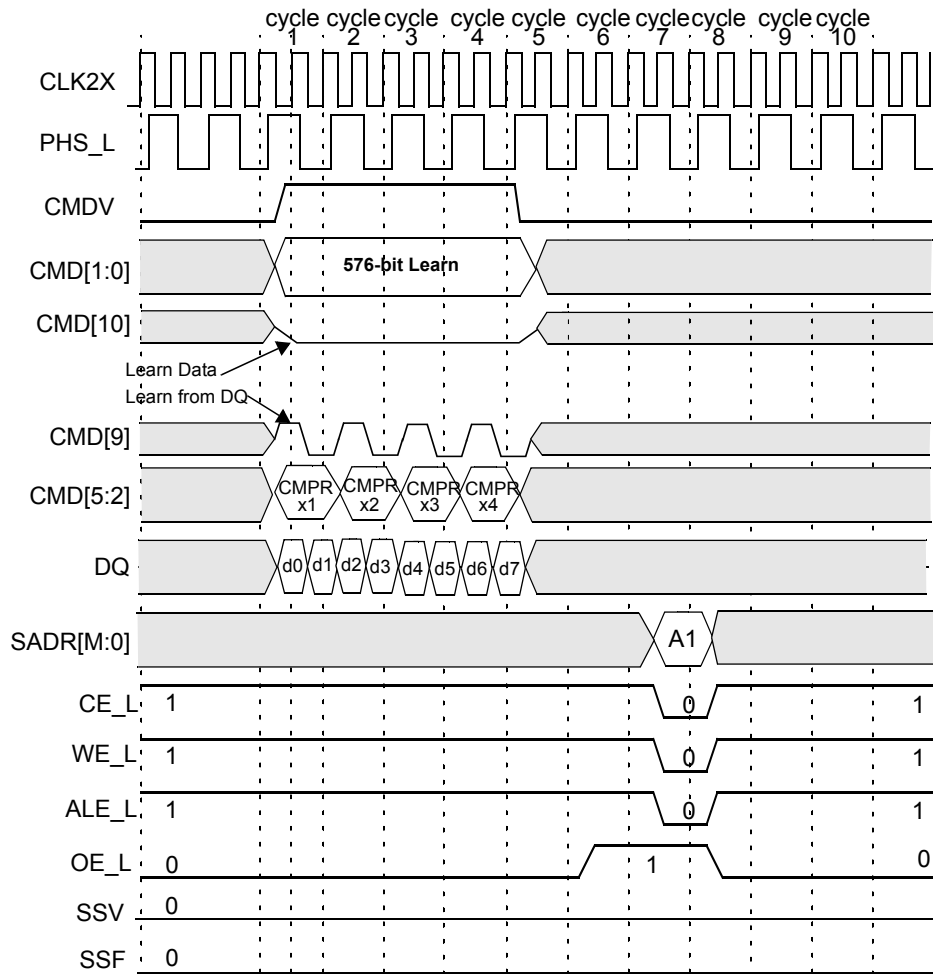 cycle cycle cycle cycle cycle cycle cycle cycle cycle cycle
1 2 3 4 5 6 7 8 9 10
CLK2X
PHS_L
CMDV
CMD[1:0] 576-bit Learn
CMD[10]
Learn Data
Learn from DQ
CMD[9]
CMD[5:2] CMPR x1 CMPR x2 CMPR x3 CMPR x4
DQ d0 d1 d2 d3 d4 d5 d6 d7
SADR[M:0] A1
CE_L 1 0 1
WE_L 1 0 1
ALE_L 1 0 1
OE_L 0 1 0
SSV 0
SSF 0